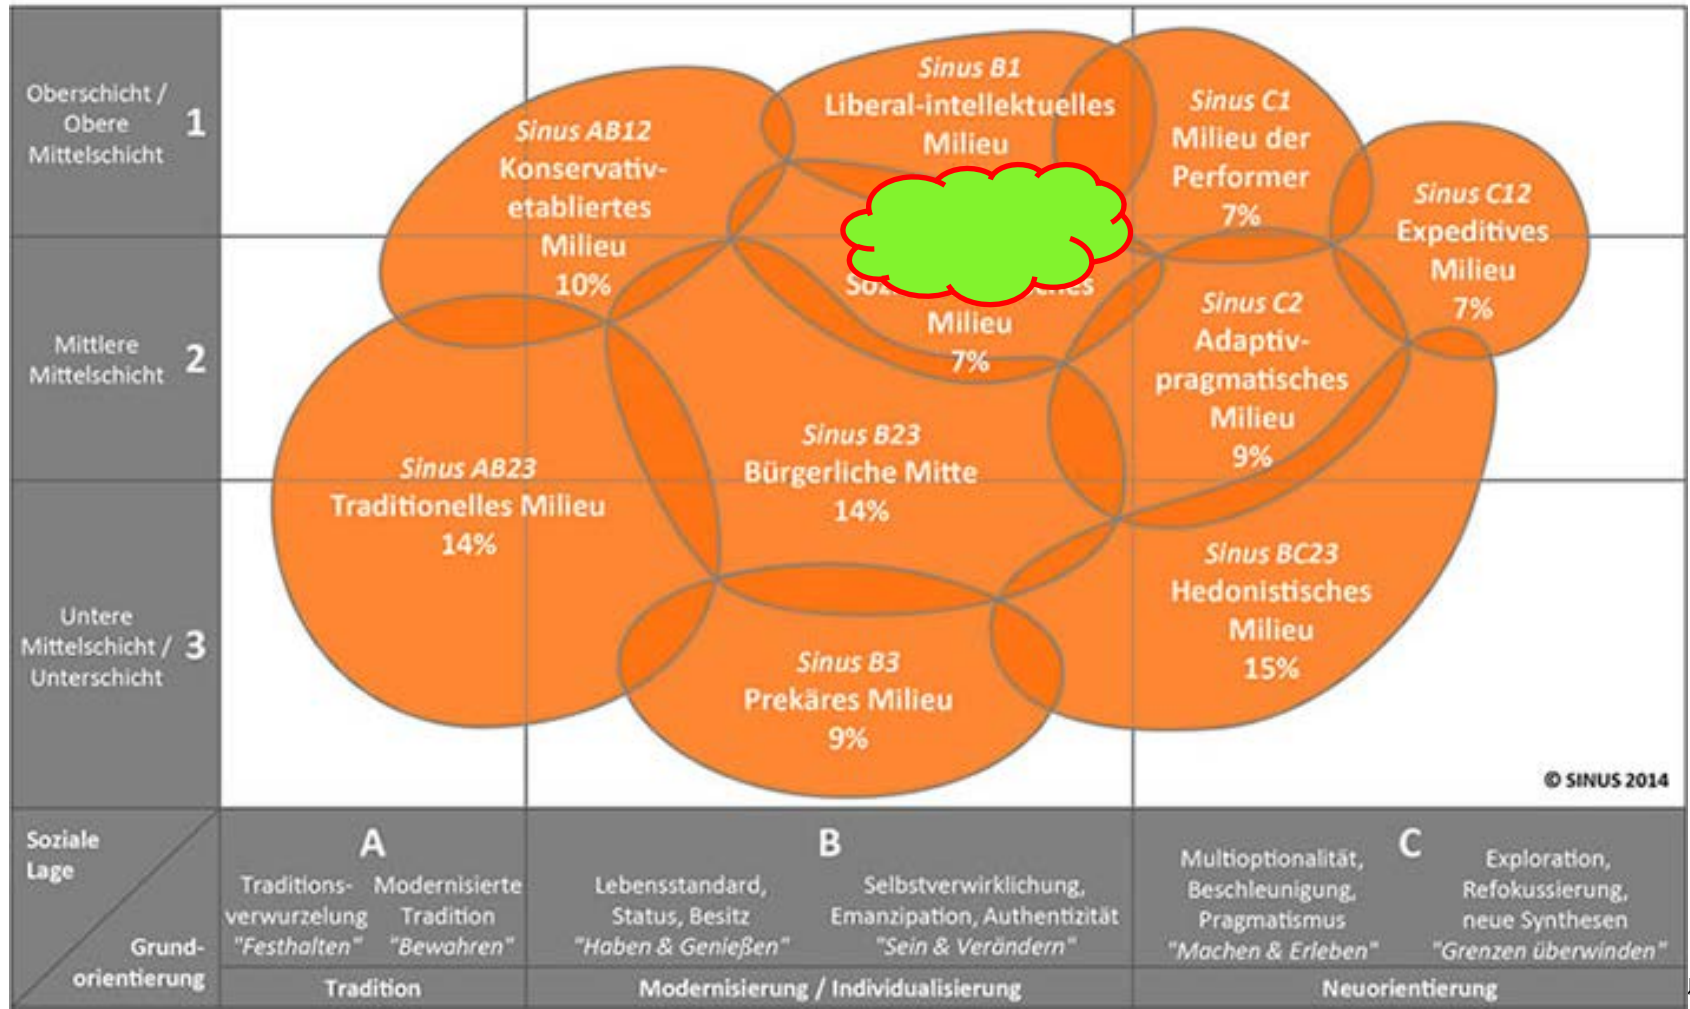 Oberschicht /
Obere
Mittelschicht
1
Mittlere
Mittelschicht
2
Untere
Mittelschicht /
Unterschicht
3
Sinus AB12
Konservativ-
etabliertes
Milieu
10%
Sinus B1
Liberal-intellektuelles
Milieu
Sinus C1
Milieu der
Performer
7%
Sinus C12
Expeditives
Milieu
7%
Milieu
7%
Sinus C2
Adaptiv-
pragmatisches
Milieu
9%
Sinus AB23
Traditionelles Milieu
14%
Sinus B23
Bürgerliche Mitte
14%
Sinus BC23
Hedonistisches
Milieu
15%
Sinus B3
Prekäres Milieu
9%
© SINUS 2014
Soziale
Lage
Grund-
orientierung
A
Traditions-
verwurzelung
"Festhalten"
Modernisierte
Tradition
"Bewahren"
Tradition
B
Lebensstandard,
Status, Besitz
"Haben & Genießen"
Selbstverwirklichung,
Emanzipation, Authentizität
"Sein & Verändern"
Modernisierung / Individualisierung
C
Multioptionalität,
Beschleunigung,
Pragmatismus
"Machen & Erleben"
Exploration,
Refokussierung,
neue Synthesen
"Grenzen überwinden"
Neuorientierung